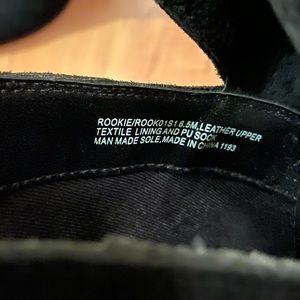 ROOKIE/ROOK01S1 6.5M,LEATHER UPPER
TEXTILE LINING AND PU SOCK
MAN MADE SOLE,MADE IN CHINA 1193